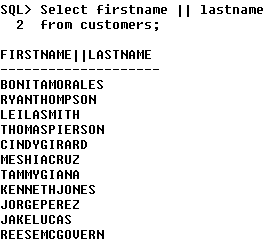 SQL> Select firstname || lastname
2 from customers;
FIRSTNAME||LASTNAME
--------------------
BONITAMORALES
RYANTHOMPSON
LEILASMITH
THOMASPIERSON
CINDYGIRARD
MESHIACRUZ
TAMMYGIANA
KENNETHJONES
JORGEPEREZ
JAKELUCAS
REESEMCGOVERN